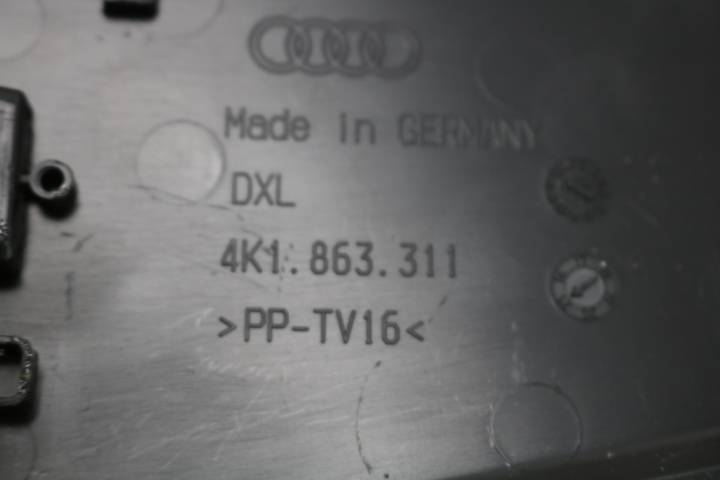 Made in GERMANY
DXL
4K1.863.311
>PP-TV16<